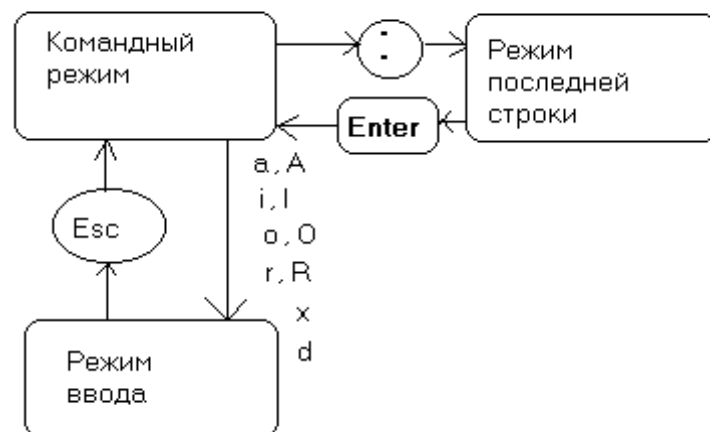 Командный
режим
:
Режим
последней
строки
Enter
a, A
i, I
o, O
r, R
x
d
Esc
Режим
ввода